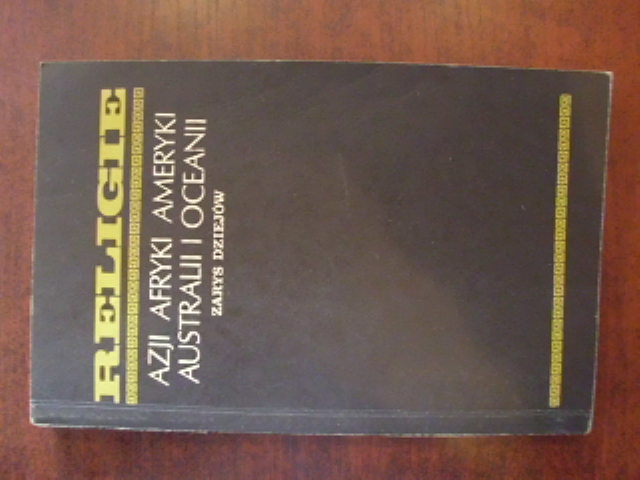 RELIGIE
AZJI AFRYKI AMERYKI
AUSTRALII I OCEANII
ZARYS DZIEJÓW